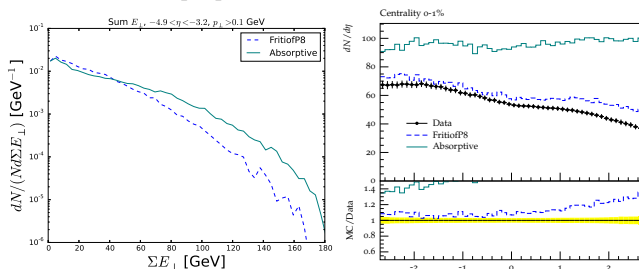 Sum E⊥, −4.9<η<−3.2, p⊥>0.1 GeV
FritiofP8
Absorptive
dN/(NdΣE⊥) [GeV⁻¹]
10⁻¹
10⁻²
10⁻³
10⁻⁴
10⁻⁵
10⁻⁶
0 20 40 60 80 100 120 140 160 180
ΣE⊥ [GeV]
Centrality 0-1%
dN/dη
100
80
60
40
20
0
Data
FritiofP8
Absorptive
MC/Data
1.4
1.2
1
0.8
0.6
-2 -1 0 1 2